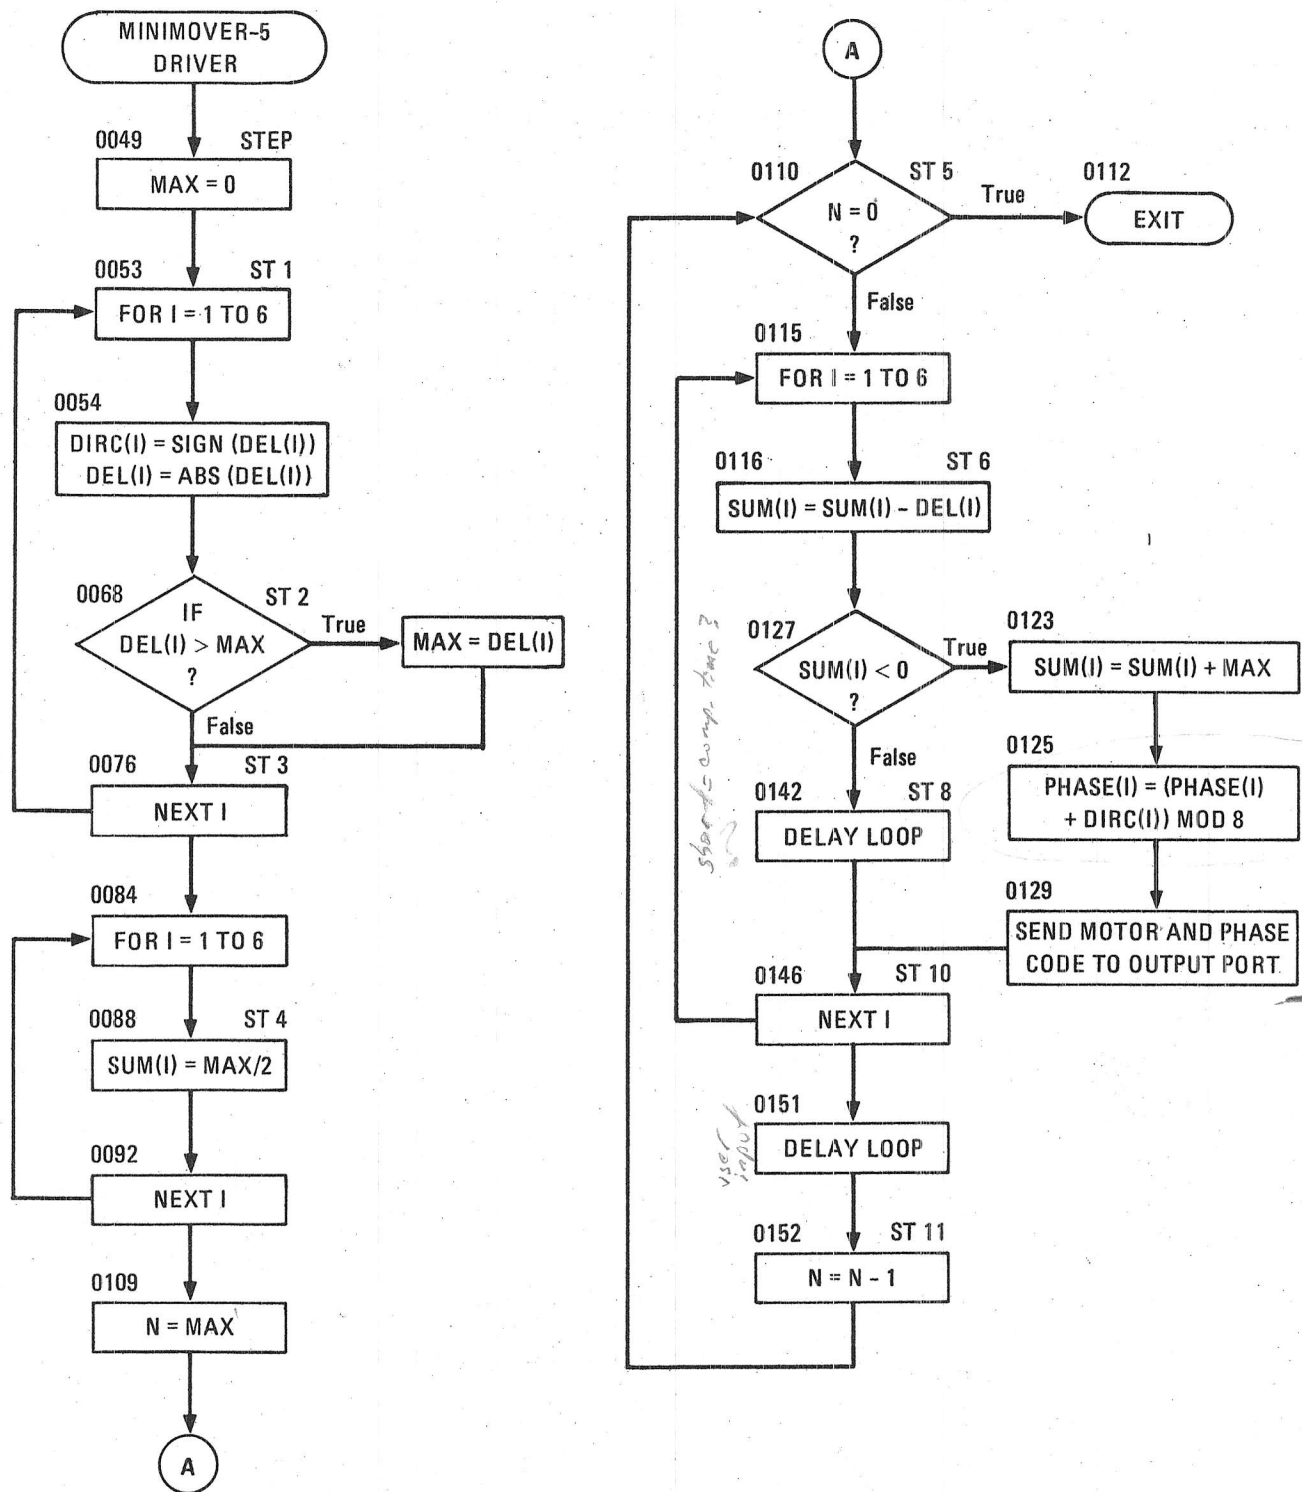 MINIMOVER-5
DRIVER
0049 STEP
MAX = 0
0053 ST 1
FOR I = 1 TO 6
0054
DIRC(I) = SIGN (DEL(I))
DEL(I) = ABS (DEL(I))
0068 ST 2
IF
DEL(I) > MAX
?
True
MAX = DEL(I)
False
0076 ST 3
NEXT I
0084
FOR I = 1 TO 6
0088 ST 4
SUM(I) = MAX/2
0092
NEXT I
0109
N = MAX
A
A
0110 ST 5
N = 0
?
True
0112
EXIT
False
0115
FOR I = 1 TO 6
0116 ST 6
SUM(I) = SUM(I) - DEL(I)
0127
SUM(I) < 0
?
True
0123
SUM(I) = SUM(I) + MAX
0125
PHASE(I) = (PHASE(I)
+ DIRC(I)) MOD 8
0129
SEND MOTOR AND PHASE
CODE TO OUTPUT PORT
False
0142 ST 8
DELAY LOOP
= comp. time?
0146 ST 10
NEXT I
0151
DELAY LOOP
user
input
0152 ST 11
N = N - 1